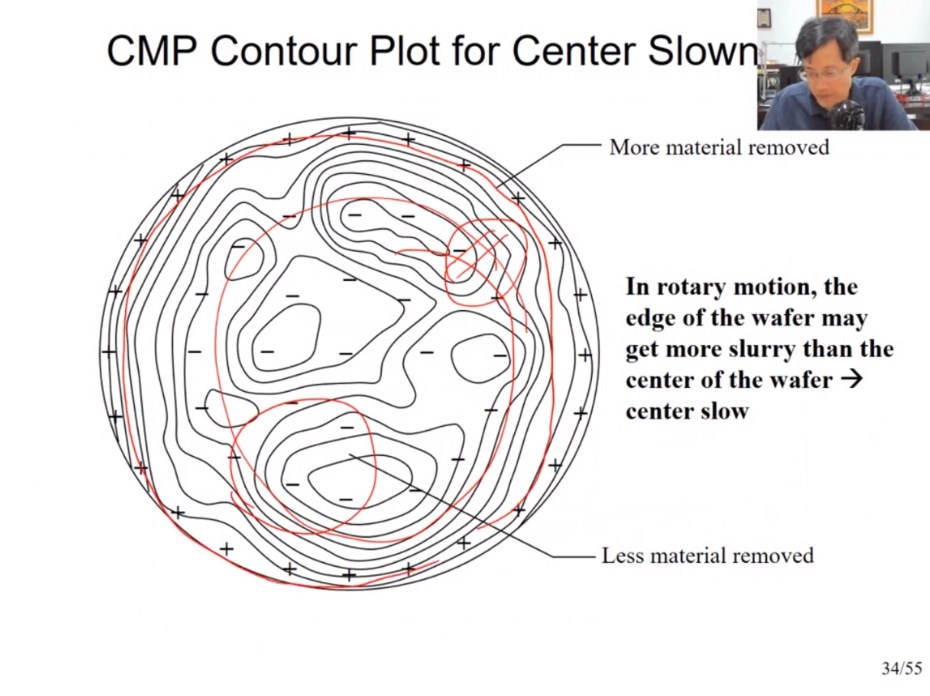 CMP Contour Plot for Center Slown
More material removed
In rotary motion, the
edge of the wafer may
get more slurry than the
center of the wafer →
center slow
Less material removed
34/55